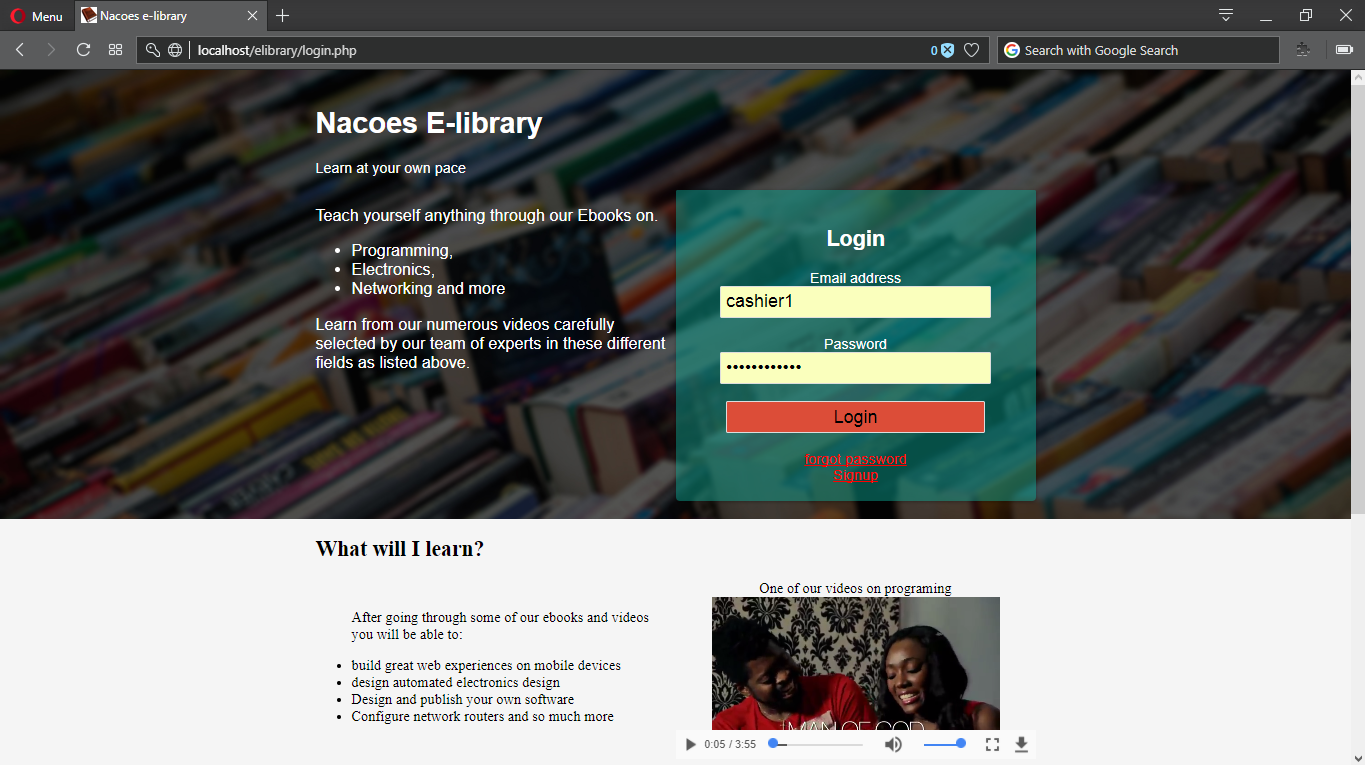 Menu
Nacoes e-library
localhost/elibrary/login.php
0
Search with Google Search
Nacoes E-library
Learn at your own pace
Teach yourself anything through our Ebooks on.
Programming,
Electronics,
Networking and more
Learn from our numerous videos carefully
selected by our team of experts in these different
fields as listed above.
Login
Email address
cashier1
Password
••••••••••••
Login
forgot password
Signup
What will I learn?
After going through some of our ebooks and videos
you will be able to:
build great web experiences on mobile devices
design automated electronics design
Design and publish your own software
Configure network routers and so much more
One of our videos on programing
MAN OF GOD
0:05 / 3:55